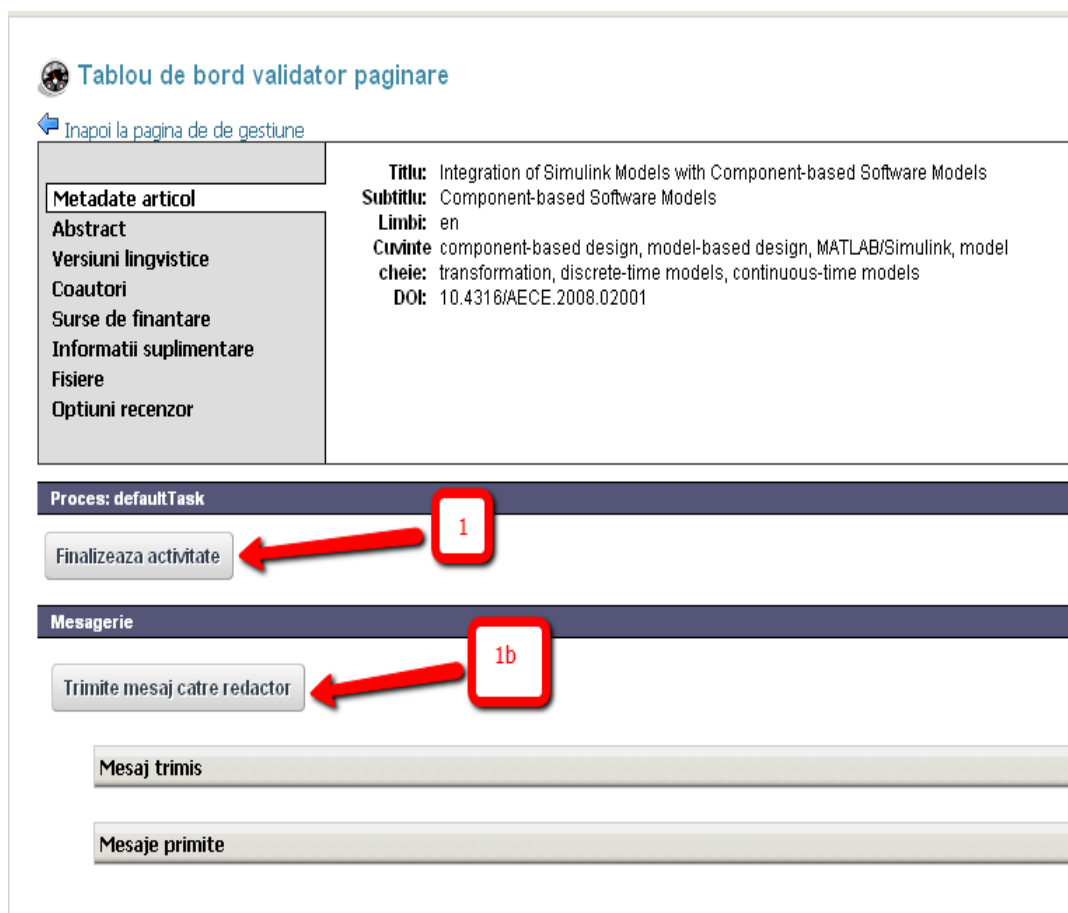 Tablou de bord validator paginare
Inapoi la pagina de de gestiune
Metadate articol
Abstract
Versiuni lingvistice
Coautori
Surse de finantare
Informatii suplimentare
Fisiere
Optiuni recenzor
Titlu: Integration of Simulink Models with Component-based Software Models
Subtitlu: Component-based Software Models
Limbi: en
Cuvinte component-based design, model-based design, MATLAB/Simulink, model
cheie: transformation, discrete-time models, continuous-time models
DOI: 10.4316/AECE.2008.02001
Proces: defaultTask
1
Finalizeaza activitate
Mesagerie
1b
Trimite mesaj catre redactor
Mesaj trimis
Mesaje primite